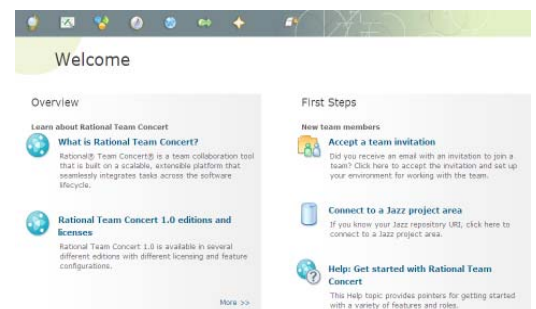 Welcome
Overview
Learn about Rational Team Concert
What is Rational Team Concert?
Rational® Team Concert® is a team collaboration tool
that is built on a scalable, extensible platform that
seamlessly integrates tasks across the software
lifecycle.
Rational Team Concert 1.0 editions and
licenses
Rational Team Concert 1.0 is available in several
different editions with different licensing and feature
configurations.
More >>
First Steps
New team members
Accept a team invitation
Did you receive an email with an invitation to join a
team? Click here to accept the invitation and set up
your environment for working with the team.
Connect to a Jazz project area
If you know your Jazz repository URI, click here to
connect to a Jazz project area.
Help: Get started with Rational Team
Concert
This Help topic provides pointers for getting started
with a variety of features and roles.